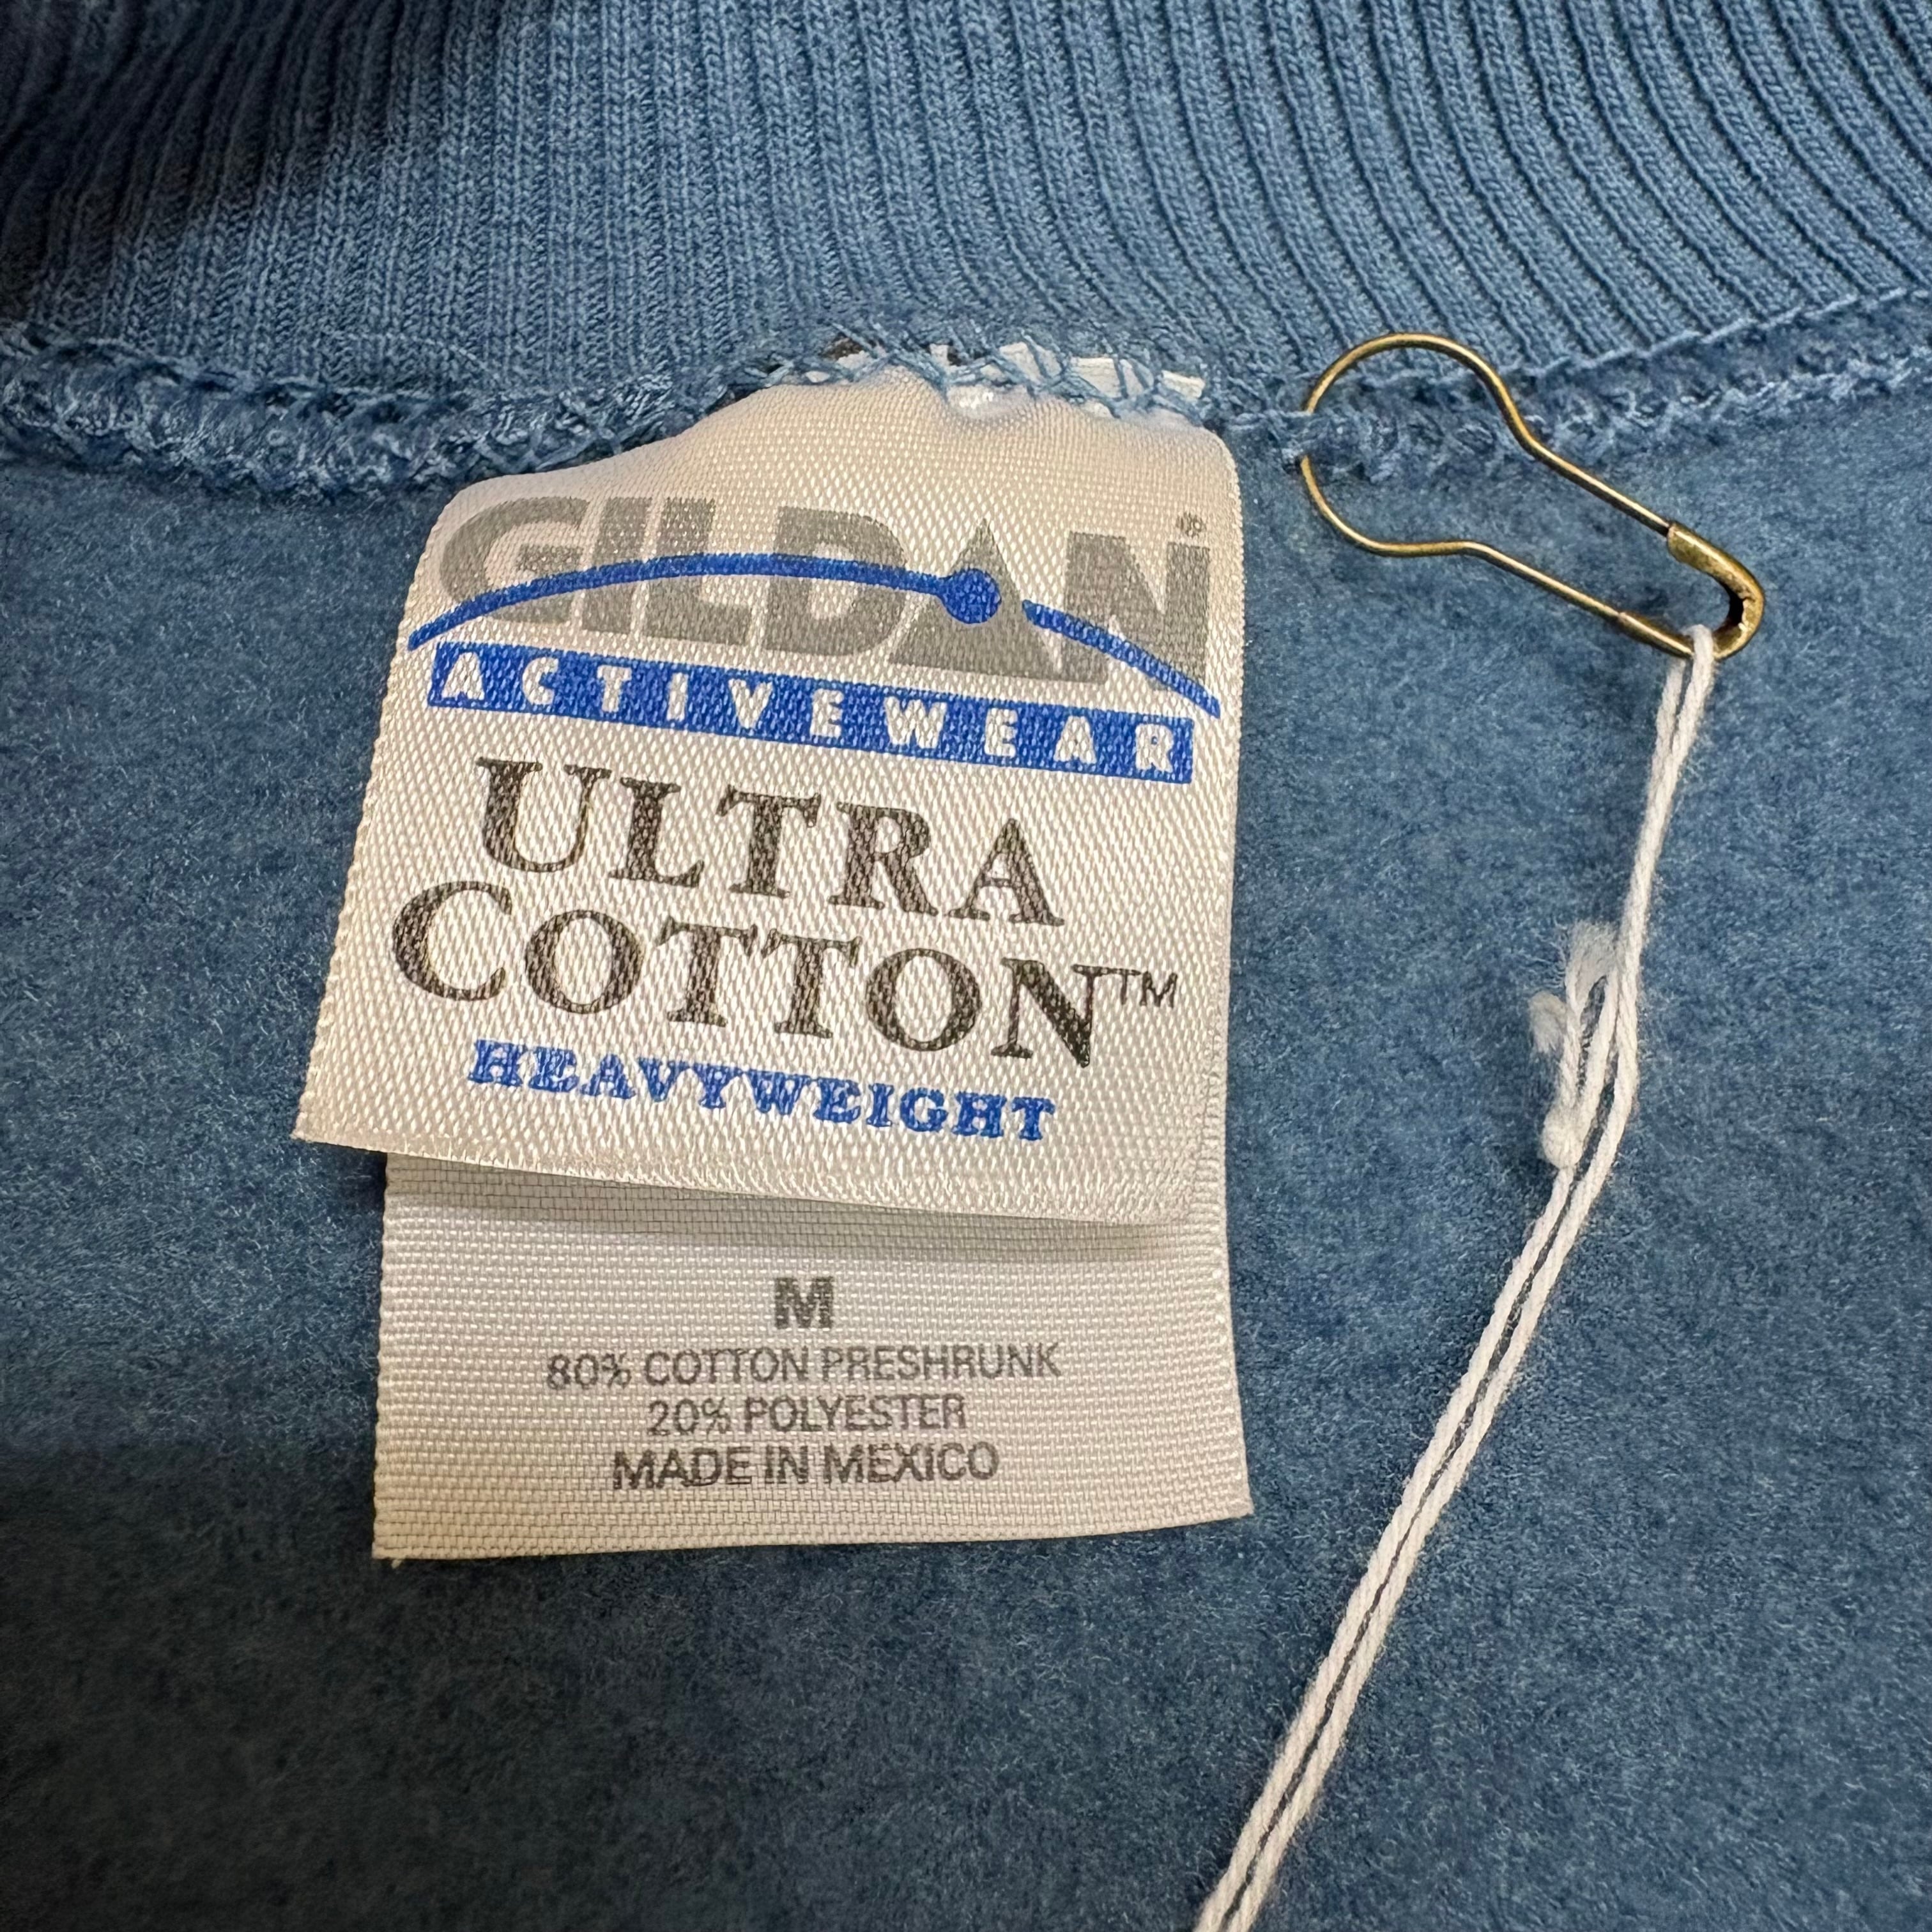 GILDAN®
ACTIVEWEAR
ULTRA
COTTON™
HEAVYWEIGHT
M
80% COTTON PRESHRUNK
20% POLYESTER
MADE IN MEXICO